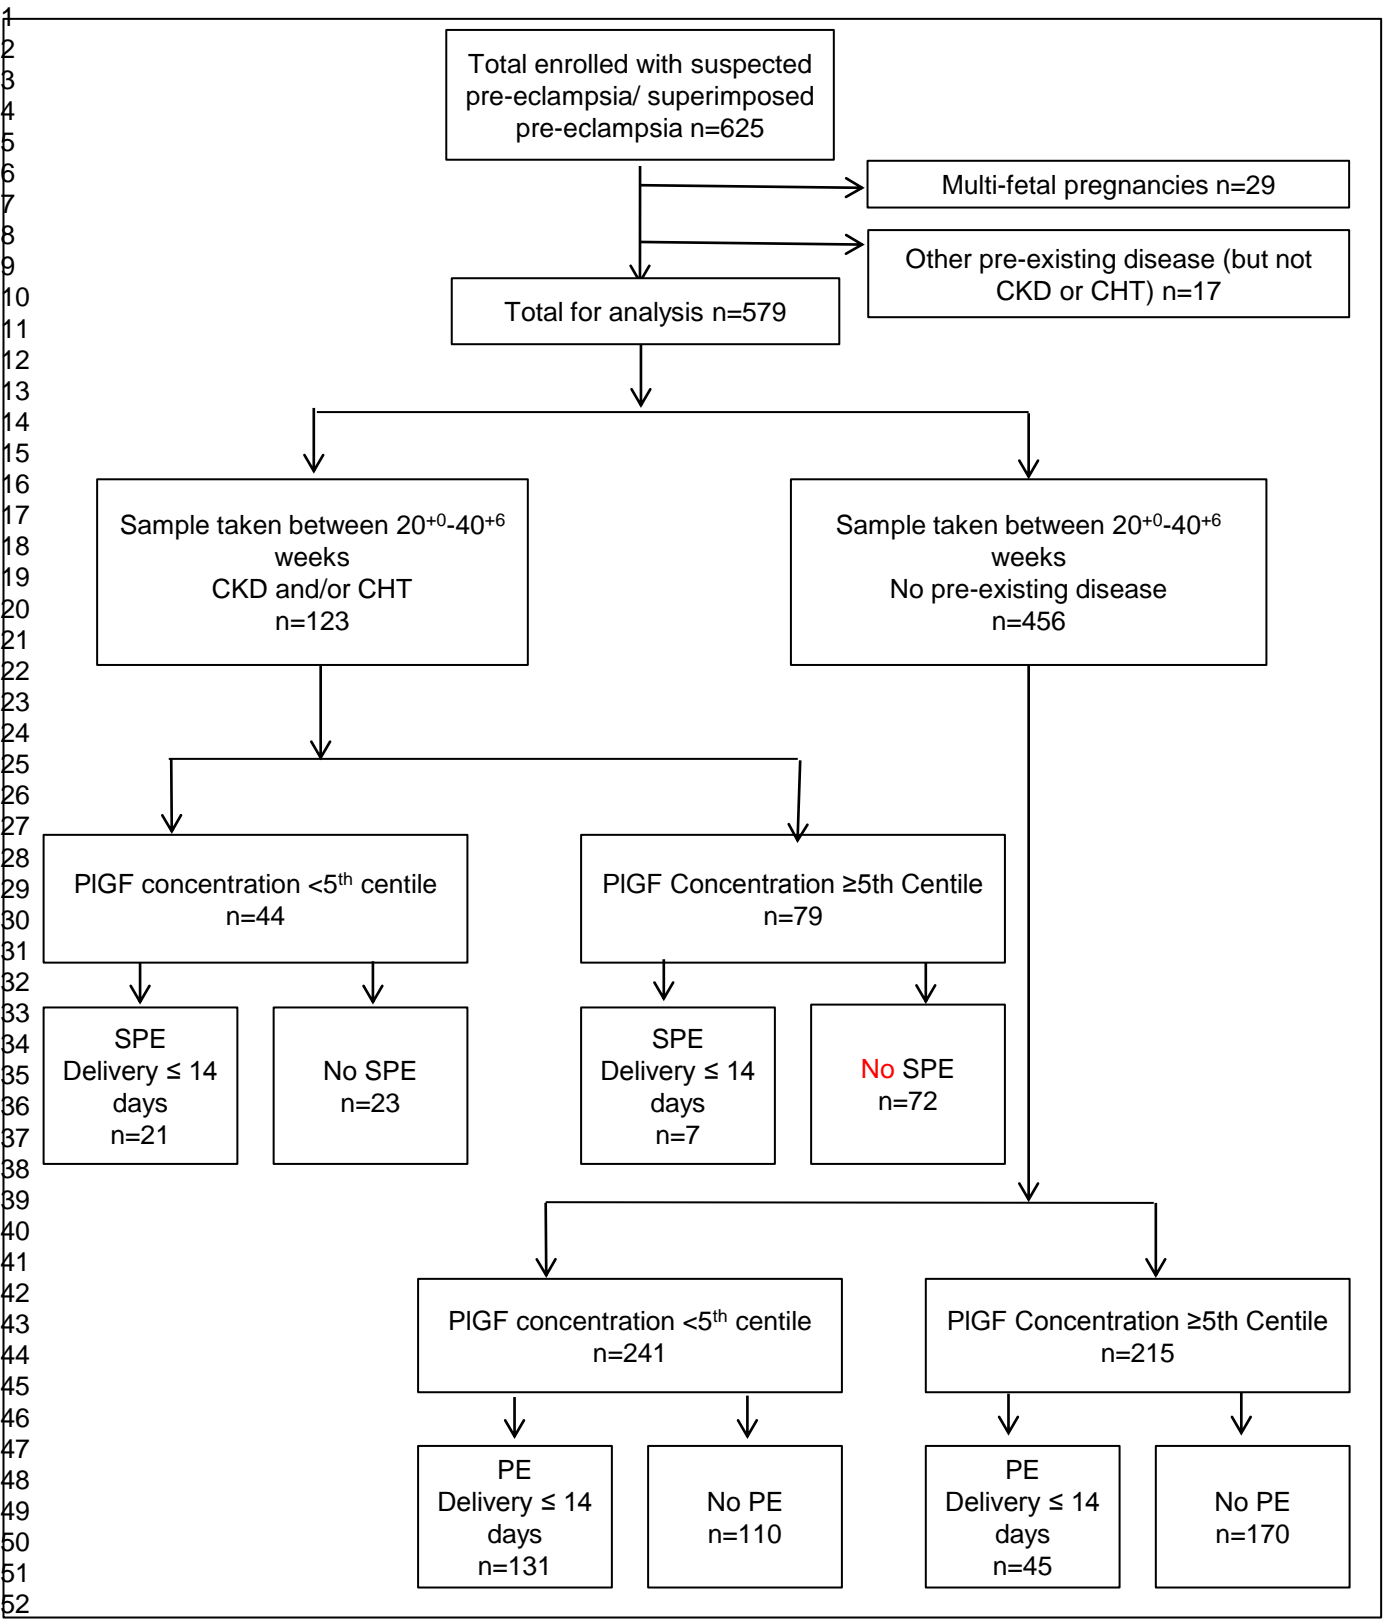 1
2
3
4
5
6
7
8
9
10
11
12
13
14
15
16
17
18
19
20
21
22
23
24
25
26
27
28
29
30
31
32
33
34
35
36
37
38
39
40
41
42
43
44
45
46
47
48
49
50
51
52
Total enrolled with suspected
pre-eclampsia/ superimposed
pre-eclampsia n=625
Multi-fetal pregnancies n=29
Other pre-existing disease (but not
CKD or CHT) n=17
Total for analysis n=579
Sample taken between 20⁺⁰-40⁺⁶
weeks
CKD and/or CHT
n=123
Sample taken between 20⁺⁰-40⁺⁶
weeks
No pre-existing disease
n=456
PlGF concentration <5ᵗʰ centile
n=44
PlGF Concentration ≥5th Centile
n=79
SPE
Delivery ≤ 14
days
n=21
No SPE
n=23
SPE
Delivery ≤ 14
days
n=7
No SPE
n=72
PlGF concentration <5ᵗʰ centile
n=241
PlGF Concentration ≥5th Centile
n=215
PE
Delivery ≤ 14
days
n=131
No PE
n=110
PE
Delivery ≤ 14
days
n=45
No PE
n=170